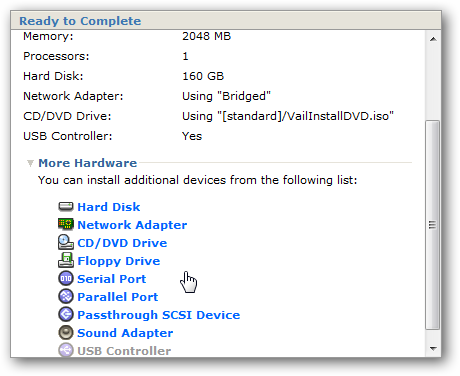 Ready to Complete
Memory: 2048 MB
Processors: 1
Hard Disk: 160 GB
Network Adapter: Using "Bridged"
CD/DVD Drive: Using "[standard]/VailInstallDVD.iso"
USB Controller: Yes
More Hardware
You can install additional devices from the following list:
Hard Disk
Network Adapter
CD/DVD Drive
Floppy Drive
Serial Port
Parallel Port
Passthrough SCSI Device
Sound Adapter
USB Controller